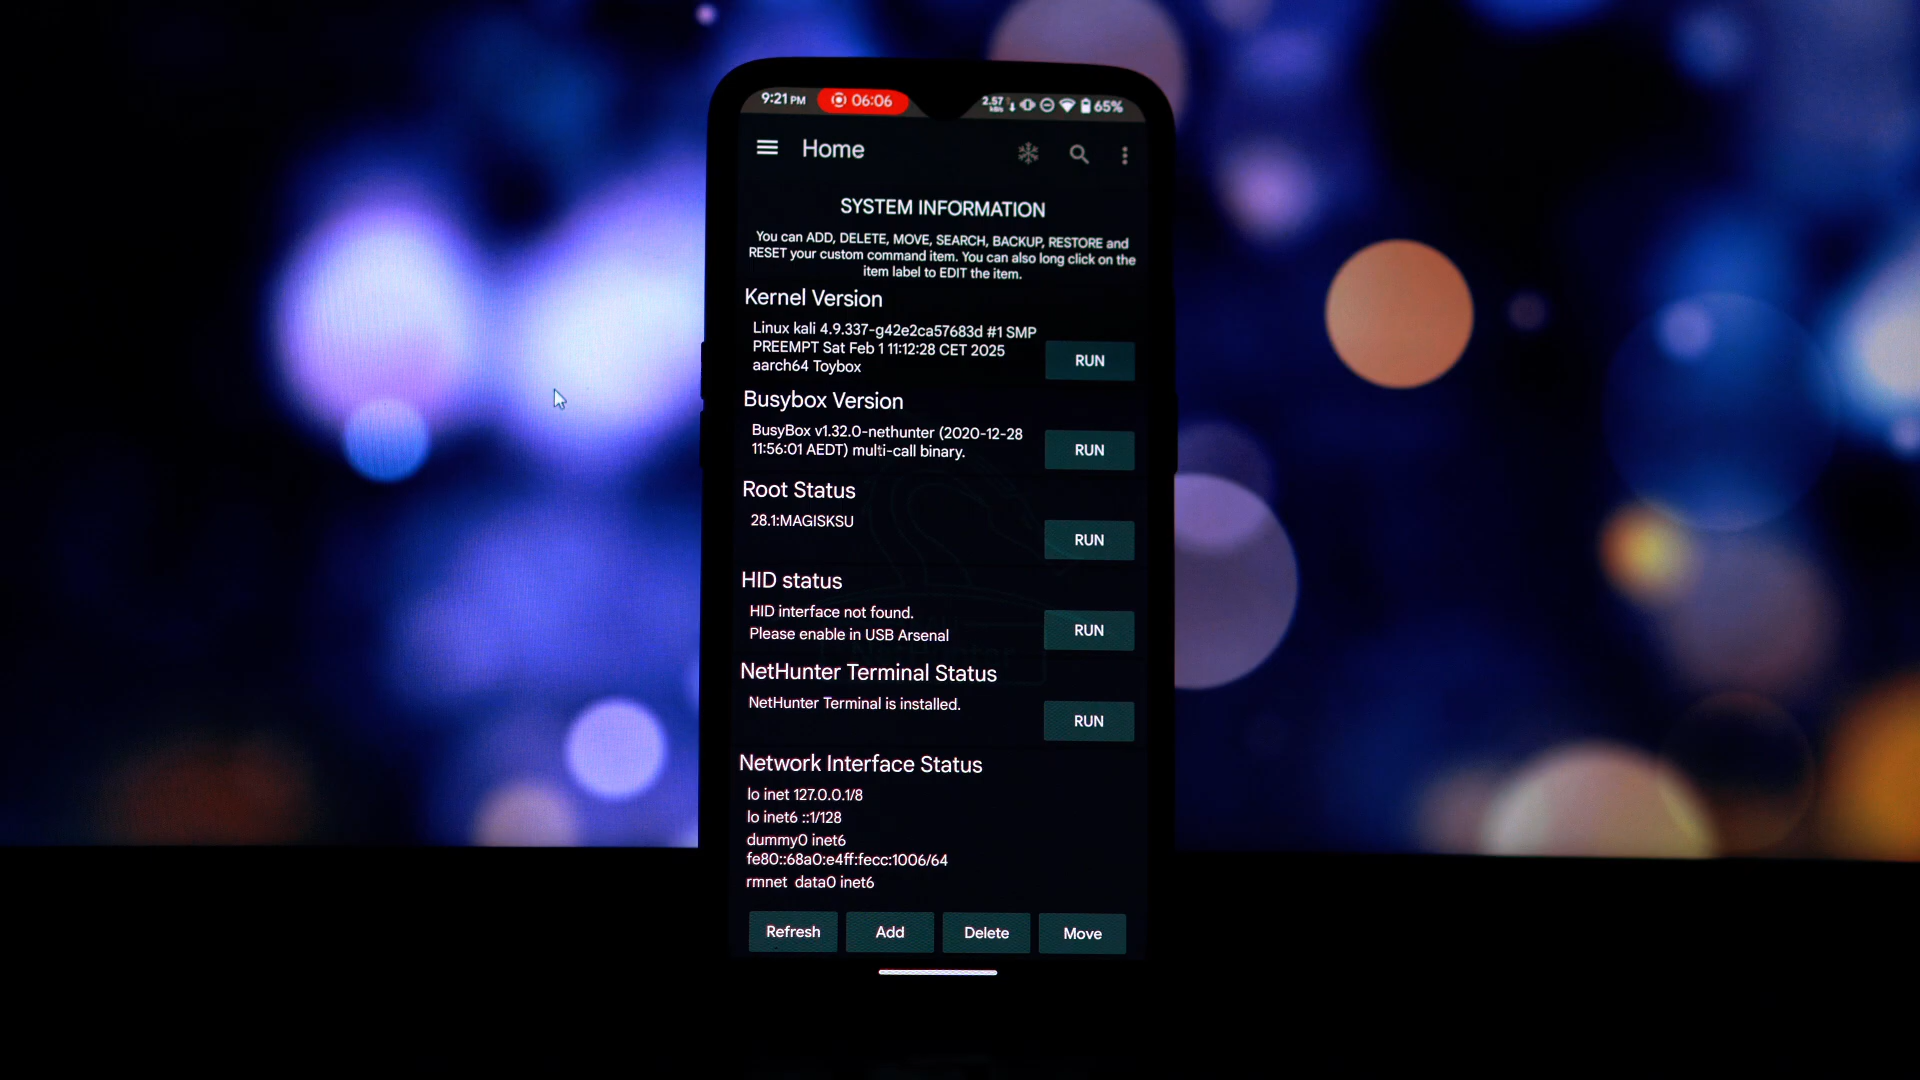 9:21 PM 06:06 2.57 kB/s 65%
Home
SYSTEM INFORMATION
You can ADD, DELETE, MOVE, SEARCH, BACKUP, RESTORE and
RESET your custom command item. You can also long click on the
item label to EDIT the item.
Kernel Version
Linux kali 4.9.337-g42e2ca57683d #1 SMP
PREEMPT Sat Feb 1 11:12:28 CET 2025
aarch64 Toybox
RUN
Busybox Version
BusyBox v1.32.0-nethunter (2020-12-28
11:56:01 AEDT) multi-call binary.
RUN
Root Status
28.1:MAGISKSU
RUN
HID status
HID interface not found.
Please enable in USB Arsenal
RUN
NetHunter Terminal Status
NetHunter Terminal is installed.
RUN
Network Interface Status
lo inet 127.0.0.1/8
lo inet6 ::1/128
dummy0 inet6
fe80::68a0:e4ff:fecc:1006/64
rmnet_data0 inet6
Refresh Add Delete Move